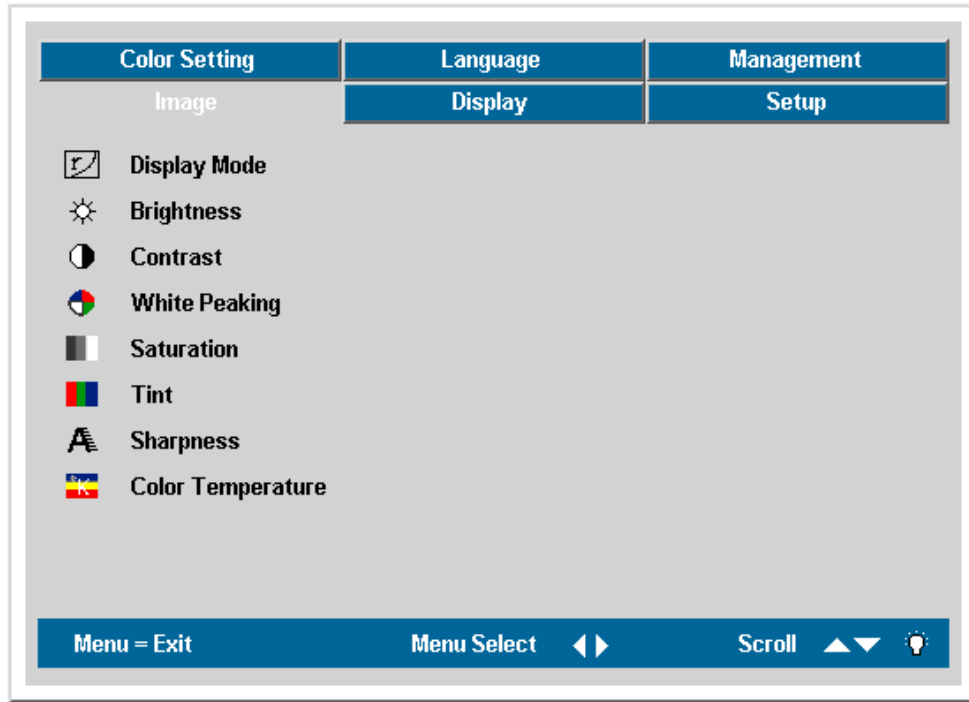 Color Setting Language Management
Image Display Setup
Display Mode
Brightness
Contrast
White Peaking
Saturation
Tint
Sharpness
Color Temperature
Menu = Exit Menu Select Scroll